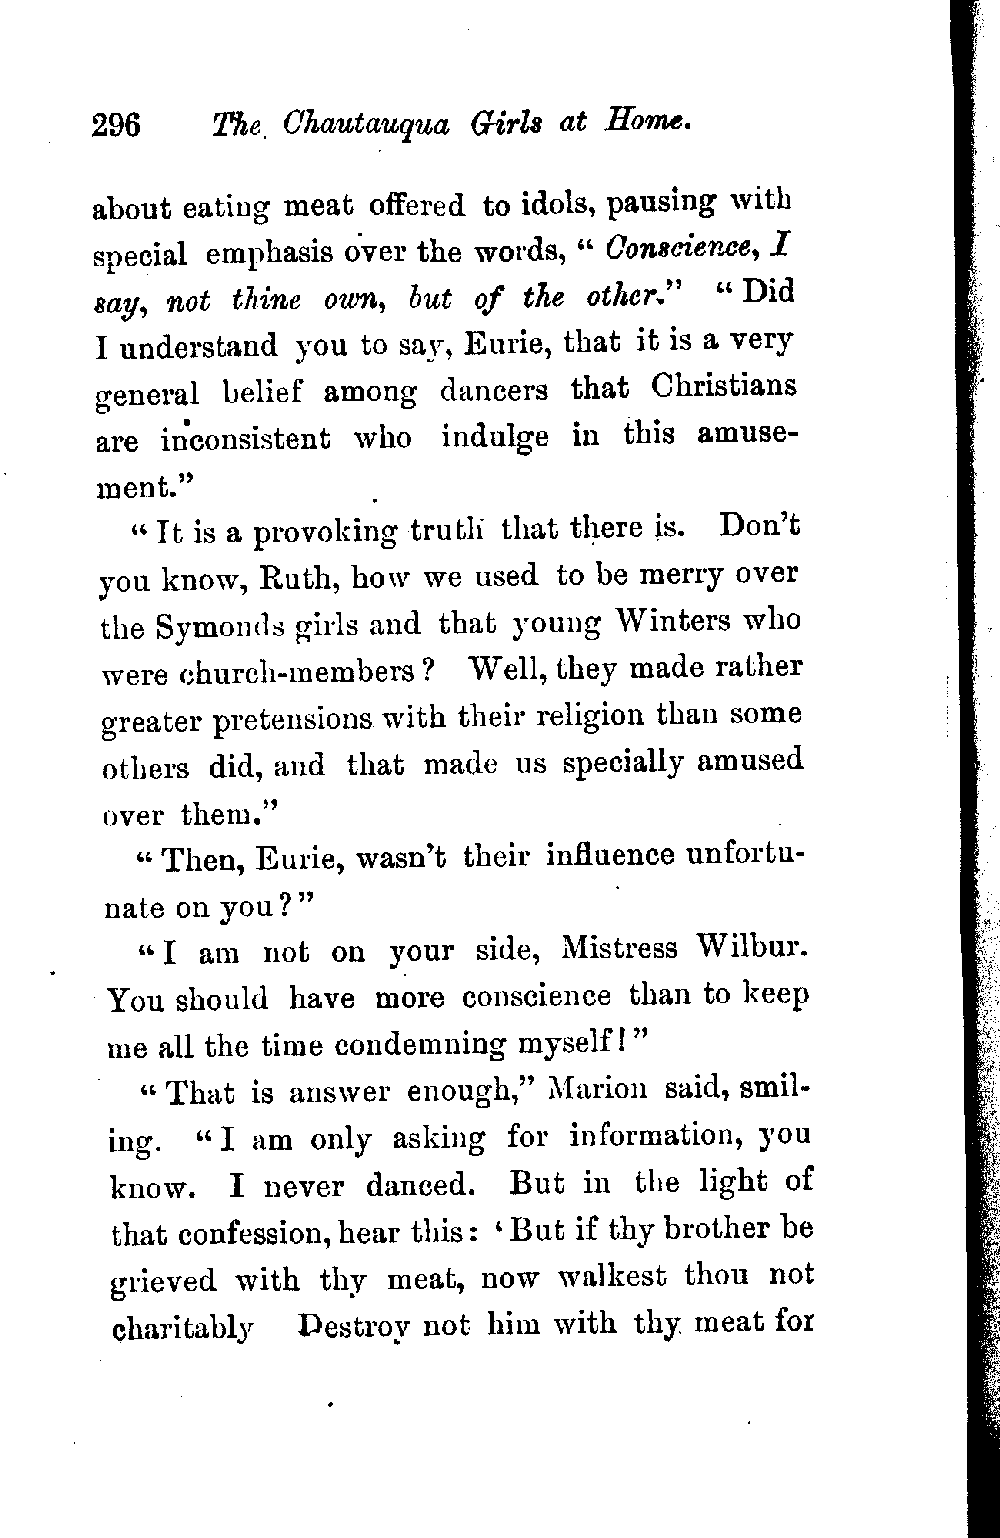 296 The Chautauqua Girls at Home.
about eating meat offered to idols, pausing with
special emphasis over the words, “ Conscience, I
say, not thine own, but of the other.” “ Did
I understand you to say, Eurie, that it is a very
general belief among dancers that Christians
are inconsistent who indulge in this amuse-
ment.”
“ It is a provoking truth that there is. Don’t
you know, Ruth, how we used to be merry over
the Symonds girls and that young Winters who
were church-members? Well, they made rather
greater pretensions with their religion than some
others did, and that made us specially amused
over them.”
“ Then, Eurie, wasn’t their influence unfortu-
nate on you?”
“ I am not on your side, Mistress Wilbur.
You should have more conscience than to keep
me all the time condemning myself!”
“ That is answer enough,” Marion said, smil-
ing. “ I am only asking for information, you
know. I never danced. But in the light of
that confession, hear this: ‘ But if thy brother be
grieved with thy meat, now walkest thou not
charitably Destroy not him with thy meat for